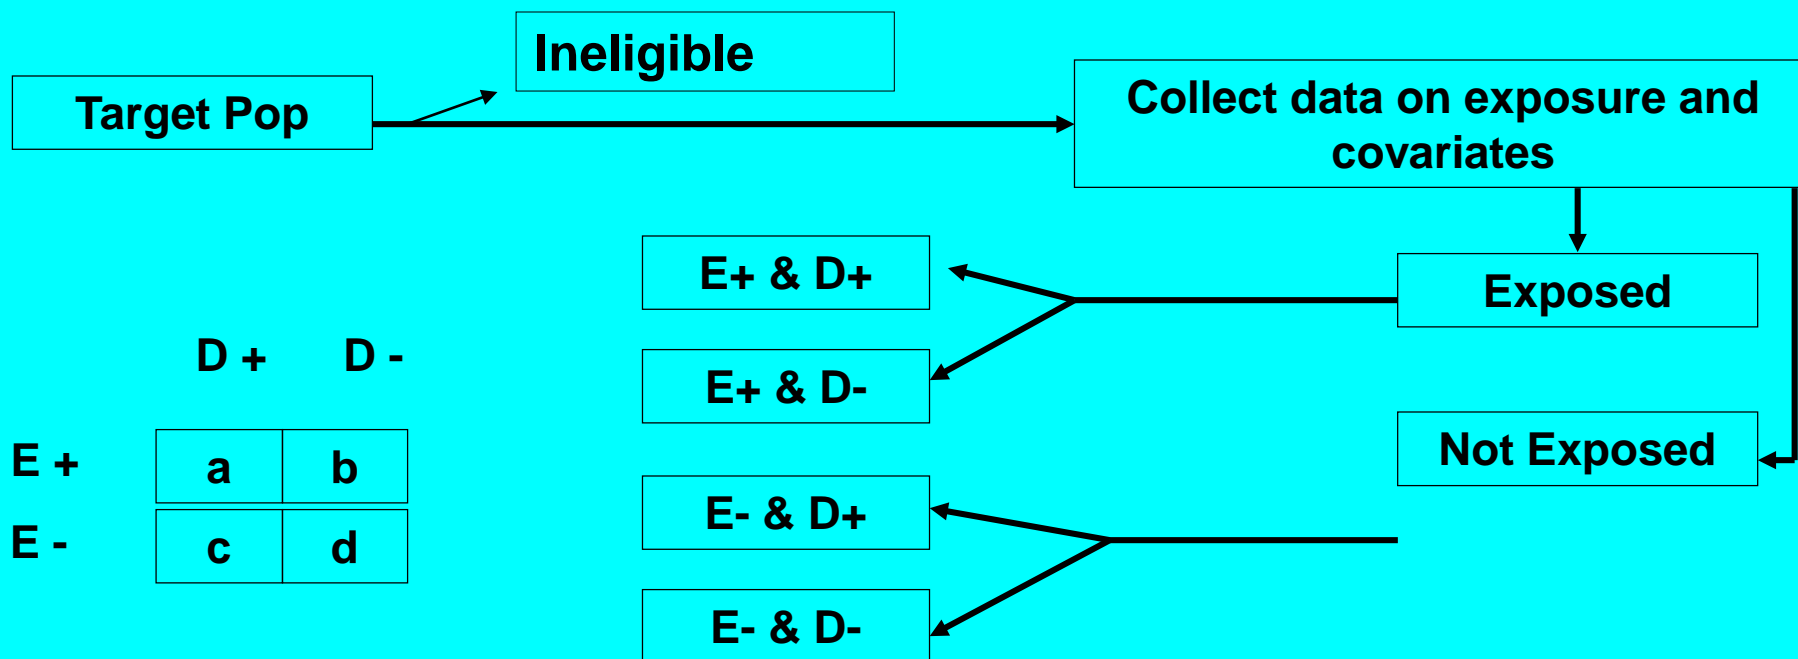 Ineligible
Target Pop
Collect data on exposure and
covariates
E+ & D+
Exposed
D + D -
E+ & D-
E + a b
Not Exposed
E- & D+
E - c d
E- & D-